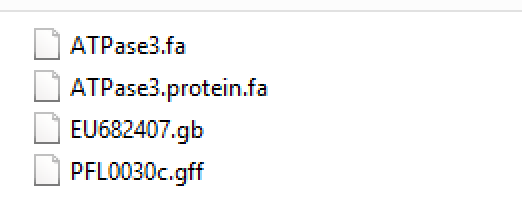 ATPase3.fa
ATPase3.protein.fa
EU682407.gb
PFL0030c.gff